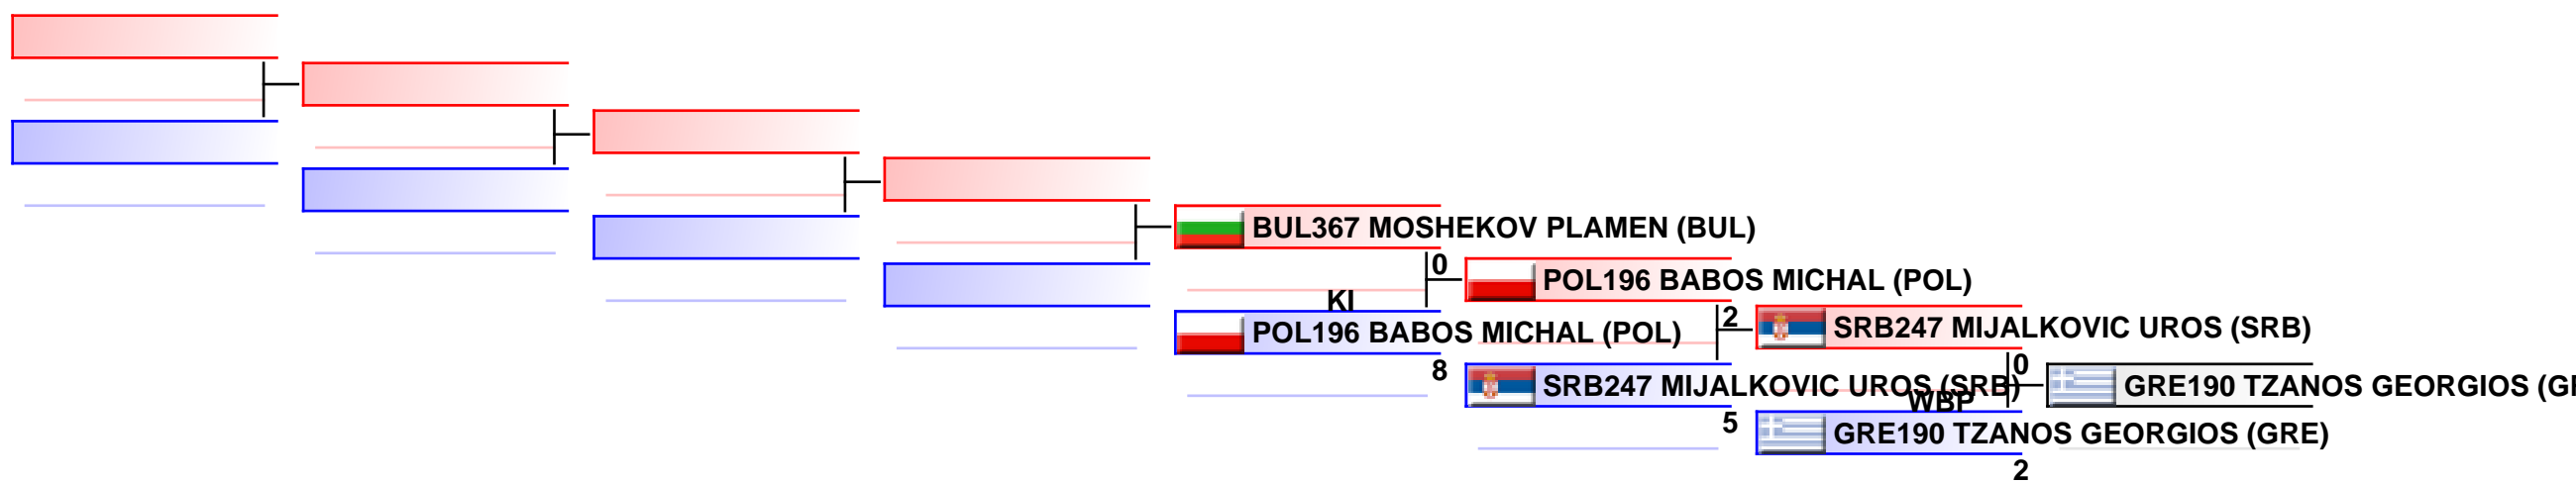 BUL367 MOSHEKOV PLAMEN (BUL)
0
KI
POL196 BABOS MICHAL (POL)
8
POL196 BABOS MICHAL (POL)
2
SRB247 MIJALKOVIC UROS (SRB)
5
SRB247 MIJALKOVIC UROS (SRB)
0
WBP
GRE190 TZANOS GEORGIOS (GRE)
2
GRE190 TZANOS GEORGIOS